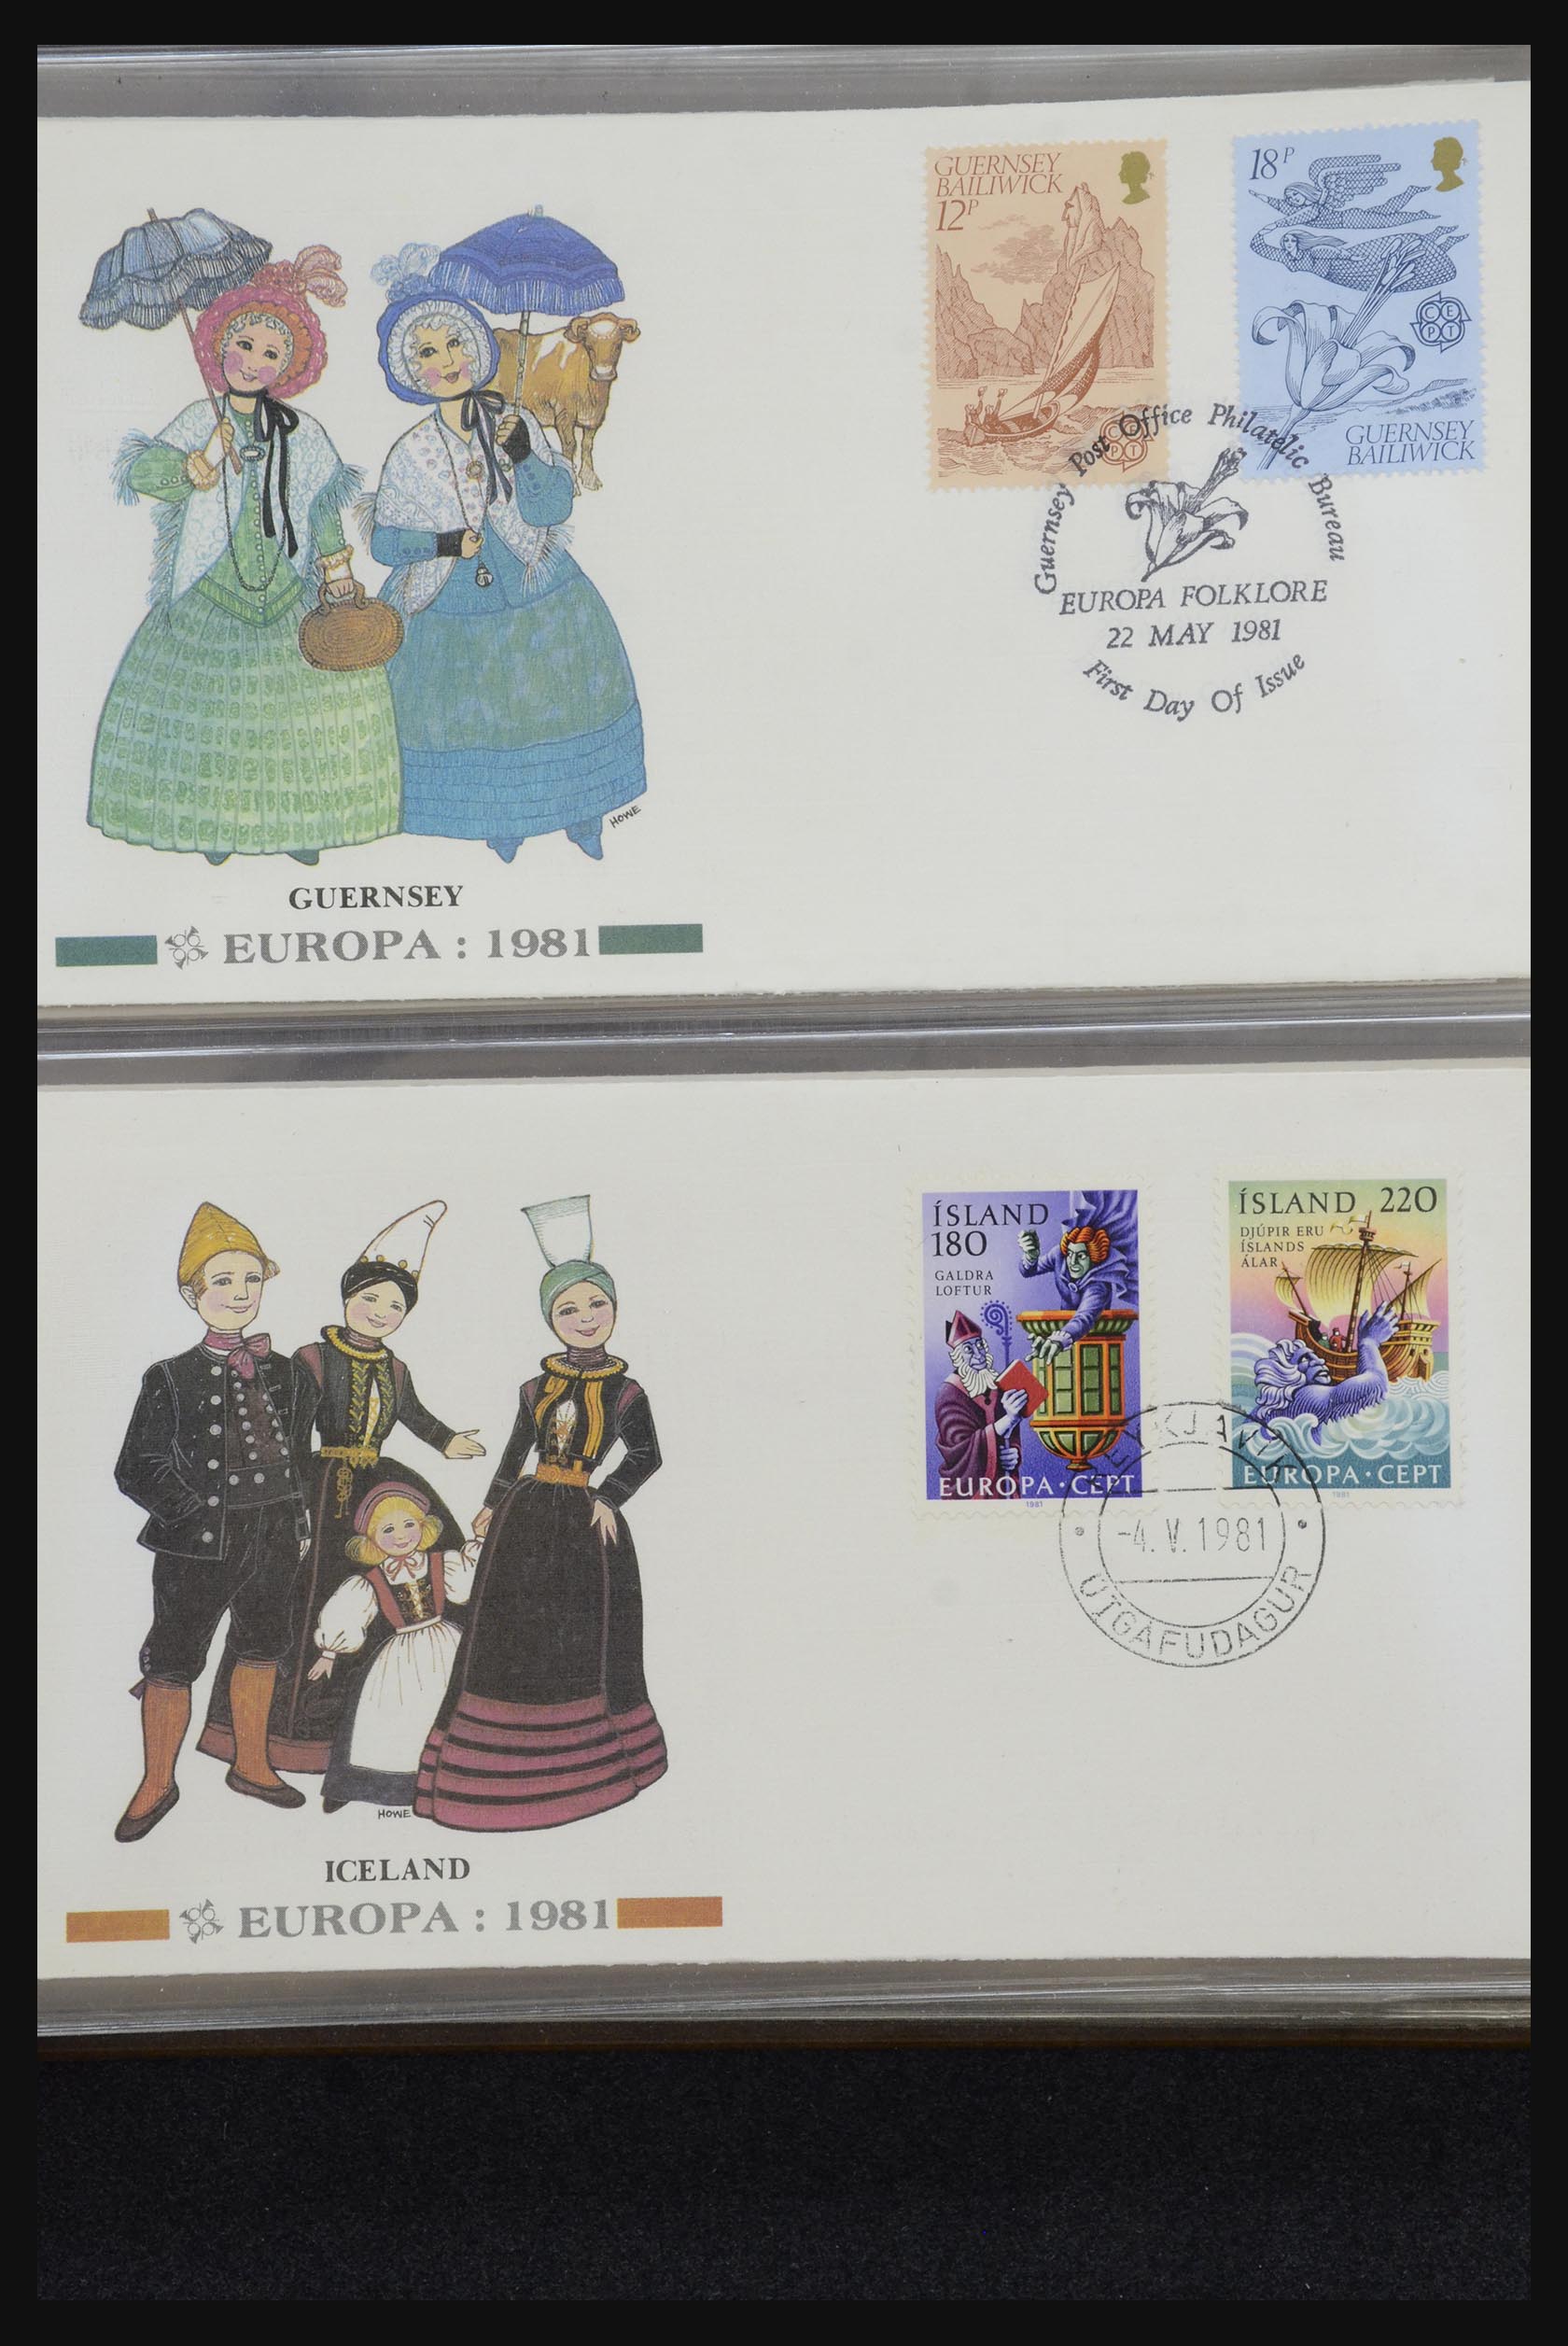 GUERNSEY
BAILIWICK
12P
18P
CEPT
GUERNSEY
BAILIWICK
Guernsey Post Office Philatelic Bureau
EUROPA FOLKLORE
22 MAY 1981
First Day Of Issue
HOWE
GUERNSEY
EUROPA : 1981
ÍSLAND
180
GALDRA
LOFTUR
EUROPA · CEPT
1981
ÍSLAND 220
DJÚPIR ERU
ÍSLANDS
ÁLAR
EUROPA · CEPT
1981
REYKJAVÍK
-4. V. 1981
ÚTGÁFUDAGUR
HOWE
ICELAND
EUROPA : 1981